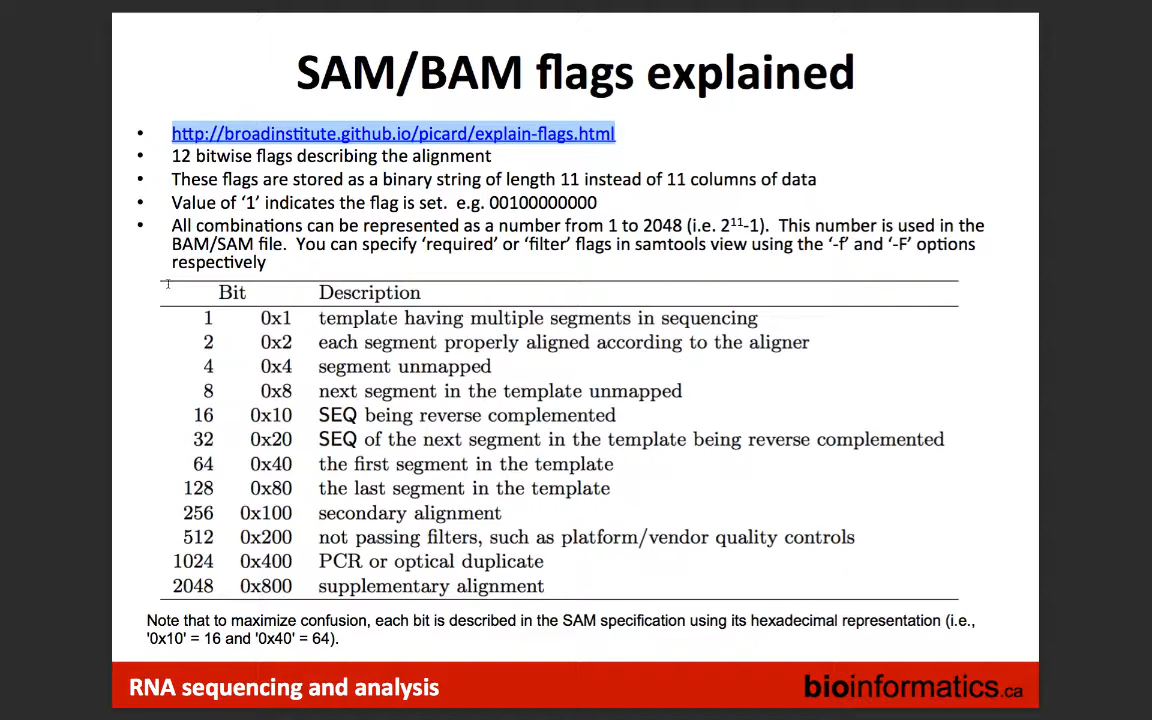 SAM/BAM flags explained
• http://broadinstitute.github.io/picard/explain-flags.html
• 12 bitwise flags describing the alignment
• These flags are stored as a binary string of length 11 instead of 11 columns of data
• Value of ‘1’ indicates the flag is set. e.g. 00100000000
• All combinations can be represented as a number from 1 to 2048 (i.e. 2¹¹-1). This number is used in the
BAM/SAM file. You can specify ‘required’ or ‘filter’ flags in samtools view using the ‘-f’ and ‘-F’ options
respectively
Bit Description
1 0x1 template having multiple segments in sequencing
2 0x2 each segment properly aligned according to the aligner
4 0x4 segment unmapped
8 0x8 next segment in the template unmapped
16 0x10 SEQ being reverse complemented
32 0x20 SEQ of the next segment in the template being reverse complemented
64 0x40 the first segment in the template
128 0x80 the last segment in the template
256 0x100 secondary alignment
512 0x200 not passing filters, such as platform/vendor quality controls
1024 0x400 PCR or optical duplicate
2048 0x800 supplementary alignment
Note that to maximize confusion, each bit is described in the SAM specification using its hexadecimal representation (i.e.,
'0x10' = 16 and '0x40' = 64).
RNA sequencing and analysis bioinformatics.ca